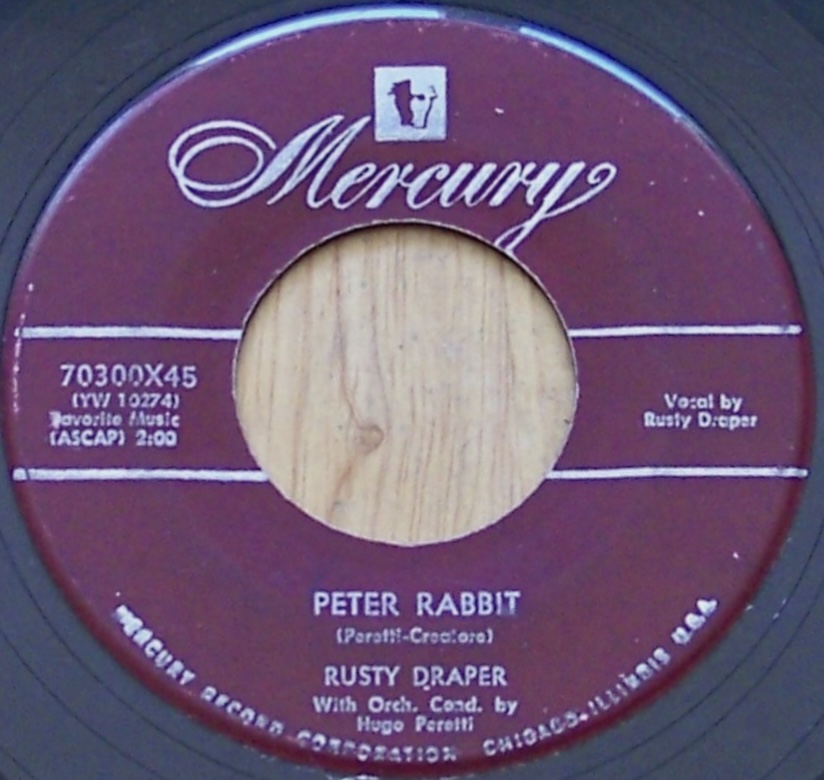 Mercury
70300X45
(YW 10274)
Favorite Music
(ASCAP) 2:00
Vocal by
Rusty Draper
PETER RABBIT
(Peretti-Creatore)
RUSTY DRAPER
With Orch. Cond. by
Hugo Peretti
MERCURY RECORD CORPORATION CHICAGO, ILLINOIS U.S.A.